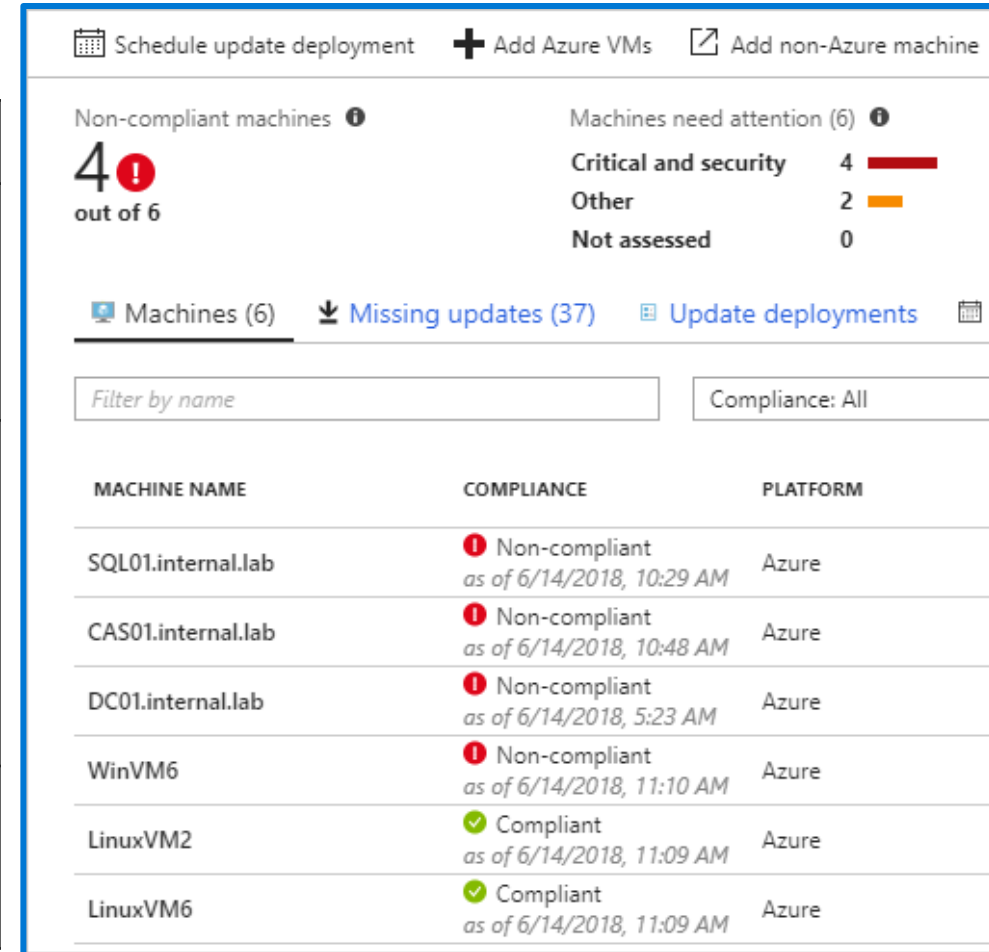 Schedule update deployment Add Azure VMs Add non-Azure machine
Non-compliant machines Machines need attention (6)
4 Critical and security 4
out of 6 Other 2
Not assessed 0
Machines (6) Missing updates (37) Update deployments
Filter by name Compliance: All
MACHINE NAME COMPLIANCE PLATFORM
SQL01.internal.lab Non-compliant Azure
as of 6/14/2018, 10:29 AM
CAS01.internal.lab Non-compliant Azure
as of 6/14/2018, 10:48 AM
DC01.internal.lab Non-compliant Azure
as of 6/14/2018, 5:23 AM
WinVM6 Non-compliant Azure
as of 6/14/2018, 11:10 AM
LinuxVM2 Compliant Azure
as of 6/14/2018, 11:09 AM
LinuxVM6 Compliant Azure
as of 6/14/2018, 11:09 AM